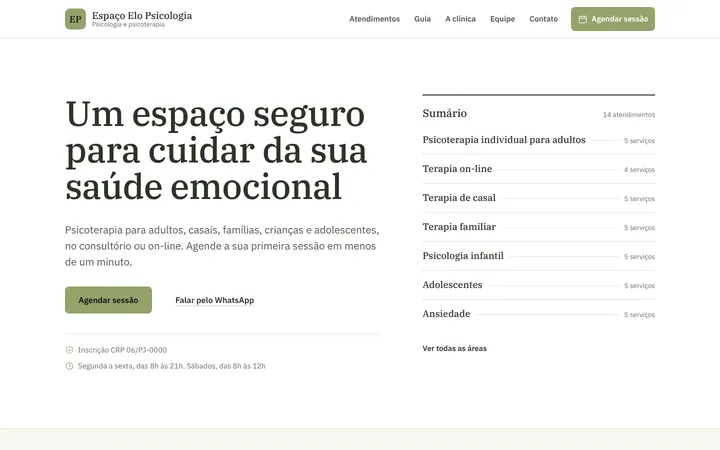 EP
Espaço Elo Psicologia
Psicologia e psicoterapia
Atendimentos
Guia
A clínica
Equipe
Contato
Agendar sessão
Um espaço seguro
para cuidar da sua
saúde emocional
Psicoterapia para adultos, casais, famílias, crianças e adolescentes,
no consultório ou on-line. Agende a sua primeira sessão em menos
de um minuto.
Agendar sessão
Falar pelo WhatsApp
Inscrição CRP 06/PJ-0000
Segunda a sexta, das 8h às 21h. Sábados, das 8h às 12h
Sumário
14 atendimentos
Psicoterapia individual para adultos
5 serviços
Terapia on-line
4 serviços
Terapia de casal
5 serviços
Terapia familiar
5 serviços
Psicologia infantil
5 serviços
Adolescentes
5 serviços
Ansiedade
5 serviços
Ver todas as áreas